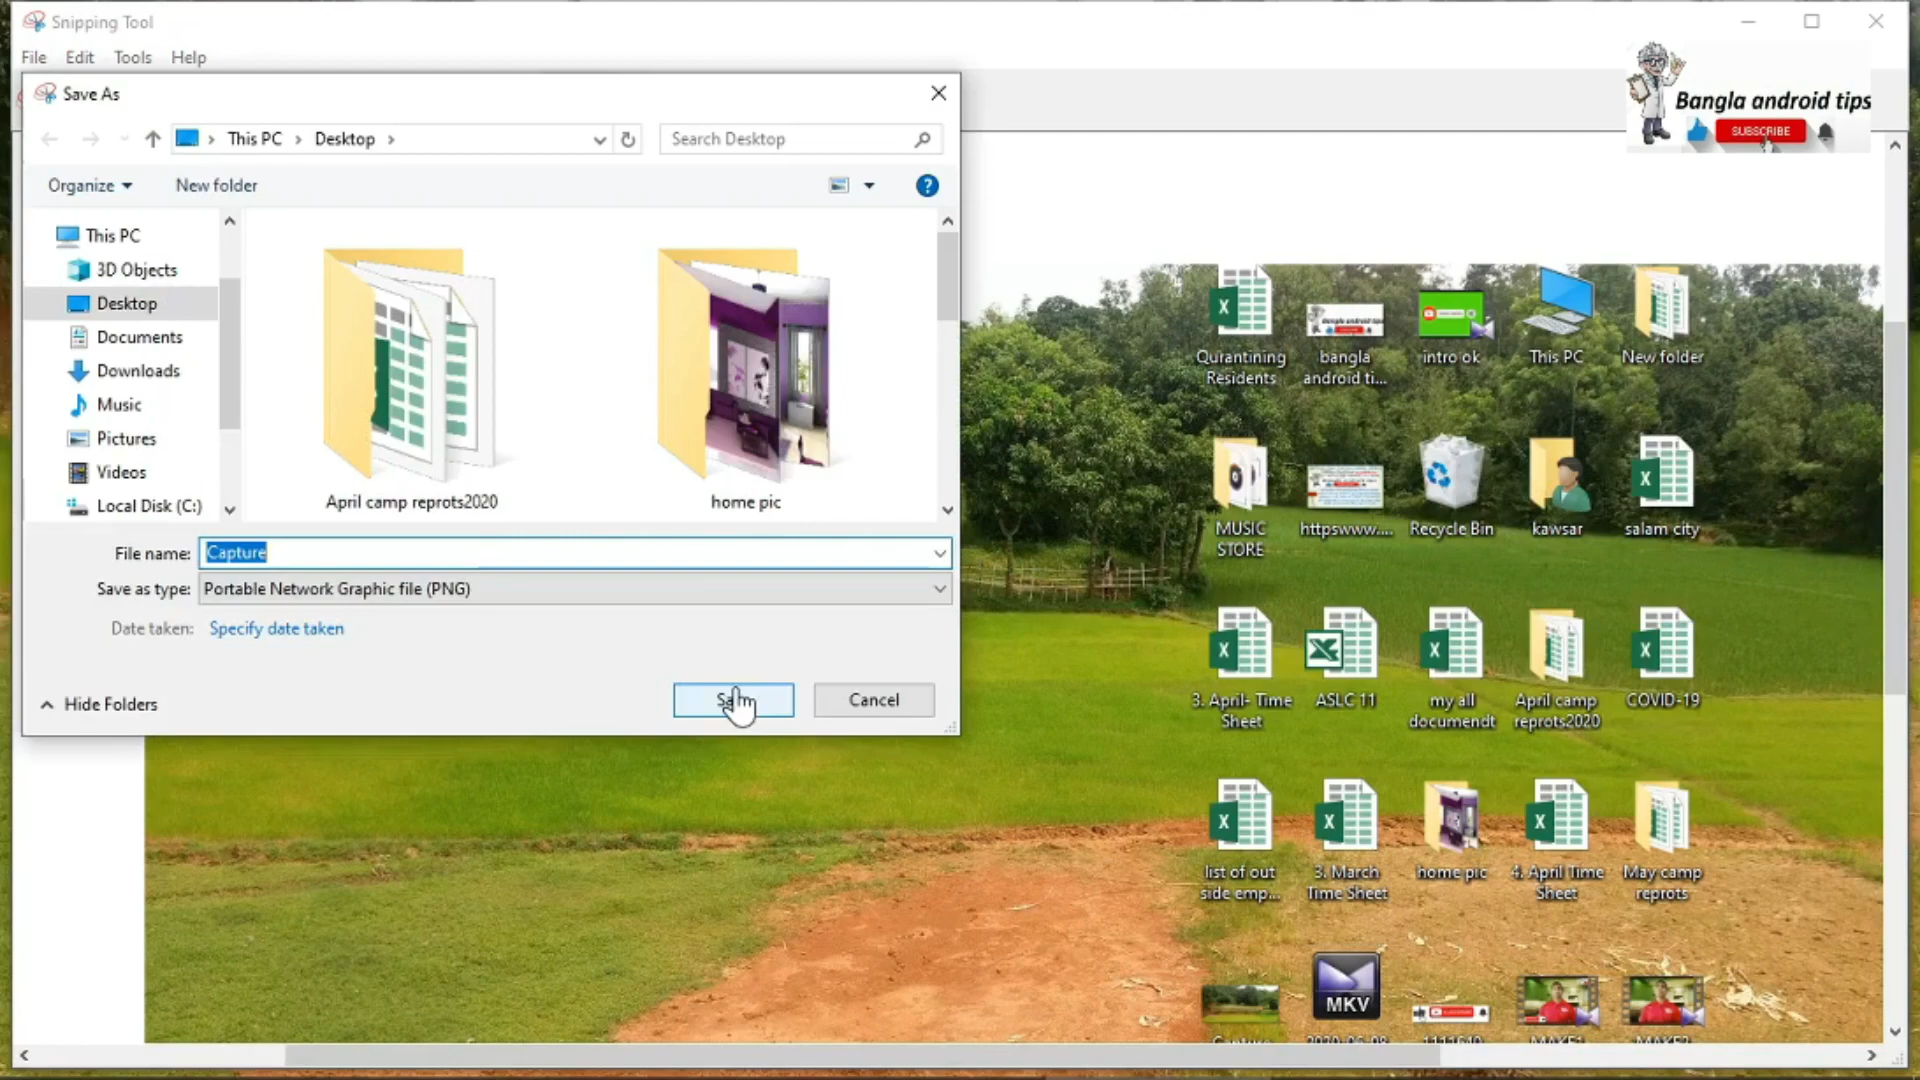 Snipping Tool
File Edit Tools Help
Save As
Bangla android tips
SUBSCRIBE
This PC
Desktop
Search Desktop
Organize
New folder
This PC
3D Objects
Desktop
Documents
Downloads
Music
Pictures
Videos
Local Disk (C:)
April camp reprots2020
home pic
File name: Capture
Save as type: Portable Network Graphic file (PNG)
Date taken: Specify date taken
Hide Folders
Cancel
Qurantining
Residents
bangla
android ti...
intro ok
This PC
New folder
MUSIC
STORE
httpswww....
Recycle Bin
kawsar
salam city
3. April- Time
Sheet
ASLC 11
my all
documendt
April camp
reprots2020
COVID-19
list of out
side emp...
3. March
Time Sheet
home pic
4. April Time
Sheet
May camp
reprots
MKV